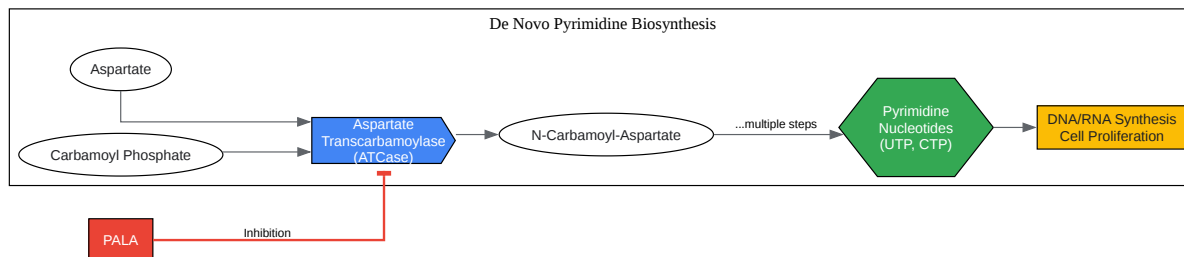 De Novo Pyrimidine Biosynthesis
Aspartate
Carbamoyl Phosphate
Aspartate
Transcarbamoylase
(ATCase)
N-Carbamoyl-Aspartate
...multiple steps
Pyrimidine
Nucleotides
(UTP, CTP)
DNA/RNA Synthesis
Cell Proliferation
PALA
Inhibition